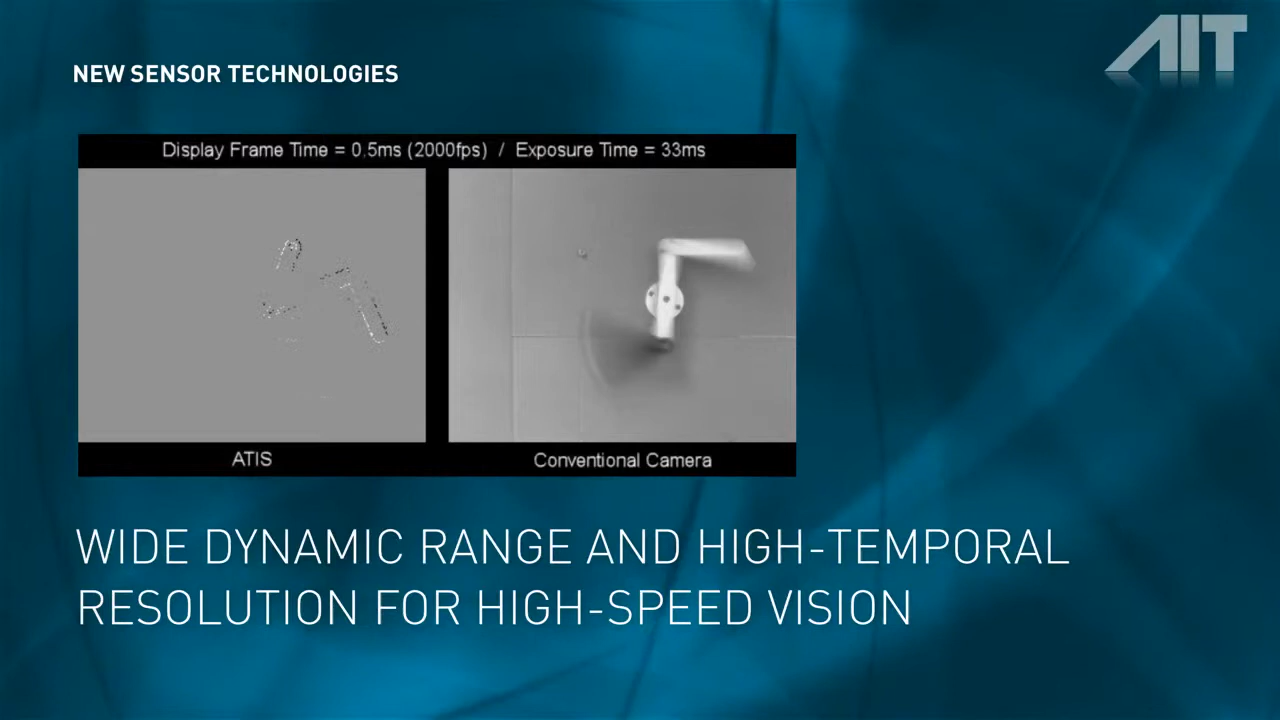 AIT
NEW SENSOR TECHNOLOGIES
Display Frame Time = 0.5ms (2000fps) / Exposure Time = 33ms
ATIS
Conventional Camera
WIDE DYNAMIC RANGE AND HIGH-TEMPORAL
RESOLUTION FOR HIGH-SPEED VISION